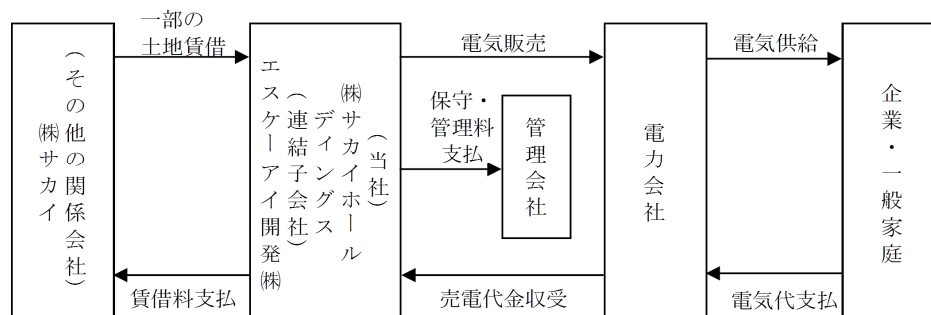 ㈱サカイ
(その他の関係会社)
一部の
土地賃借
賃借料支払
(当社)
㈱サカイホール
ディングス
(連結子会社)
エスケーアイ開発㈱
電気販売
保守・
管理料
支払
管理会社
売電代金収受
電力会社
電気供給
電気代支払
企業・一般家庭